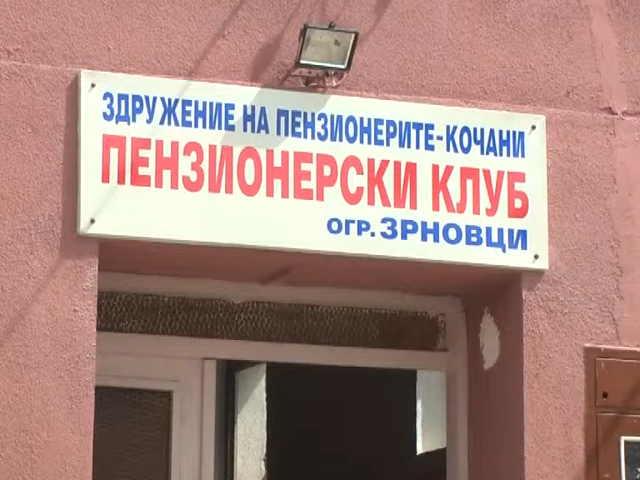 ЗДРУЖЕНИЕ НА ПЕНЗИОНЕРИТЕ-КОЧАНИ
ПЕНЗИОНЕРСКИ КЛУБ
ОГР. ЗРНОВЦИ